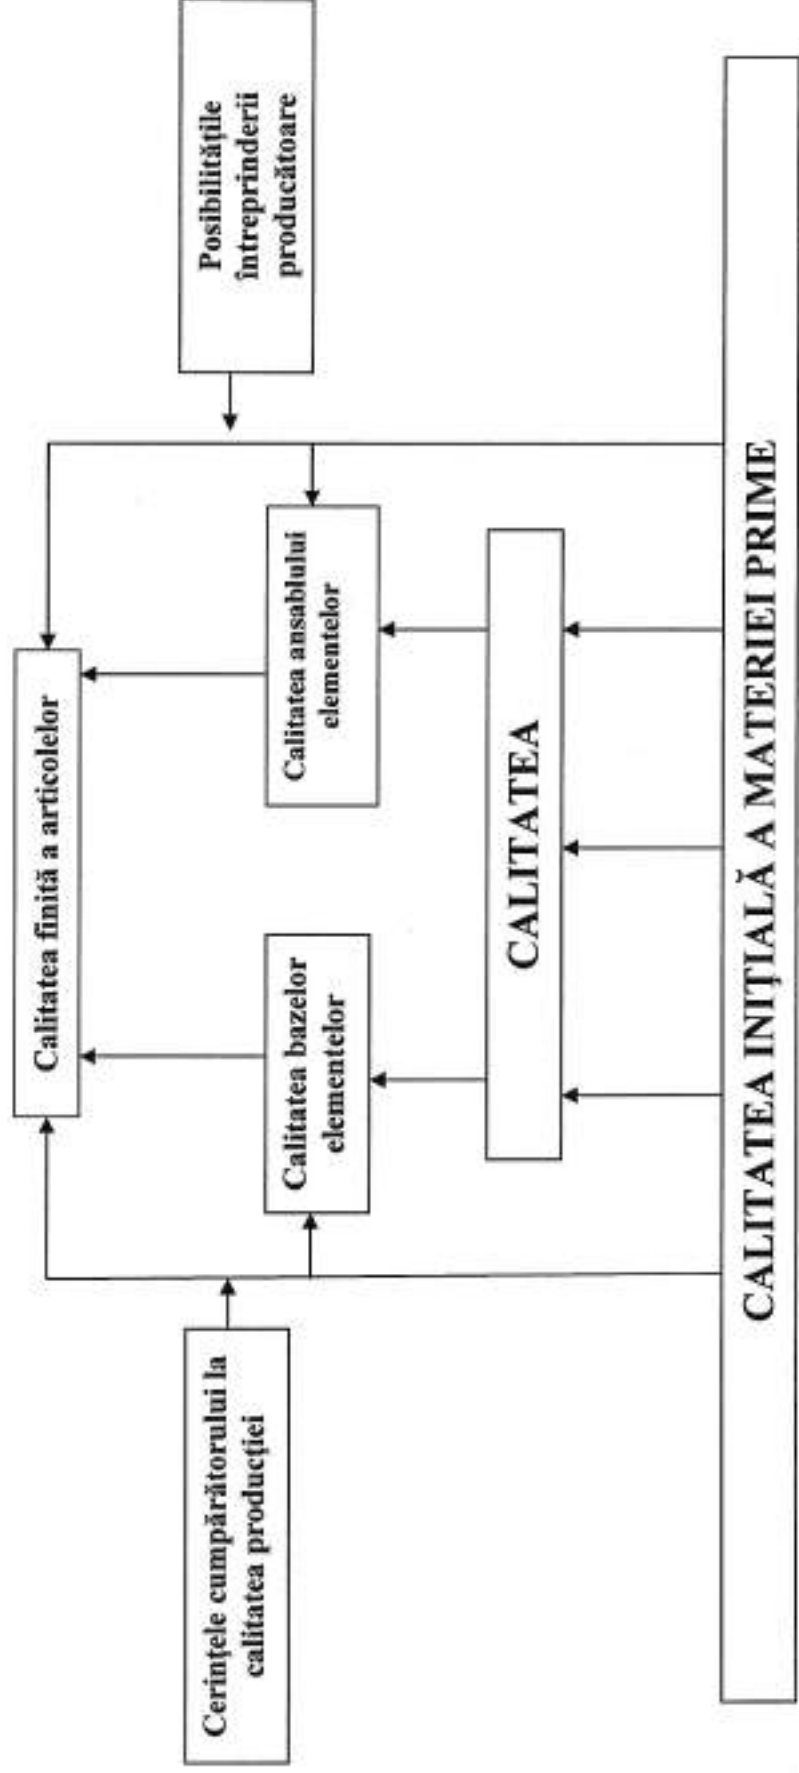 Calitatea finită a articolelor
Cerințele cumpărătorului la
calitatea producției
Posibilitățile
întreprinderii
producătoare
Calitatea bazelor
elementelor
Calitatea ansablului
elementelor
CALITATEA
CALITATEA INIȚIALĂ A MATERIEI PRIME